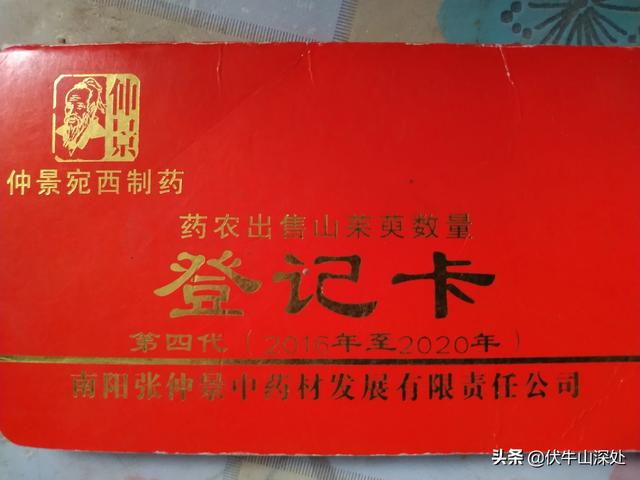 仲景
仲景宛西制药
药农出售山茱萸数量
登记卡
第四代（2016年至2020年）
南阳张仲景中药材发展有限责任公司
头条 @伏牛山深处